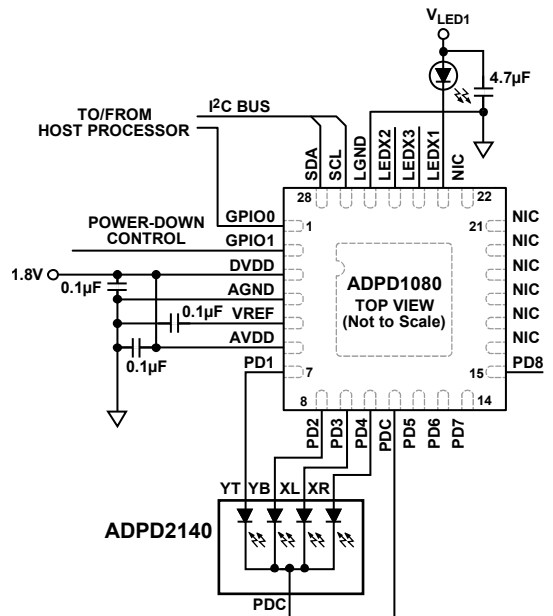 V LED1
4.7µF
I²C BUS
TO/FROM
HOST PROCESSOR
SDA
SCL
LGND
LEDX2
LEDX3
LEDX1
NIC
28
22
GPIO0
1
21
NIC
POWER-DOWN
CONTROL
GPIO1
NIC
1.8V
DVDD
NIC
0.1µF
AGND
NIC
0.1µF
VREF
NIC
AVDD
NIC
0.1µF
PD1
7
15
PD8
ADPD1080
TOP VIEW
(Not to Scale)
8
14
PD2
PD3
PD4
PDC
PD5
PD6
PD7
YT YB XL XR
ADPD2140
PDC